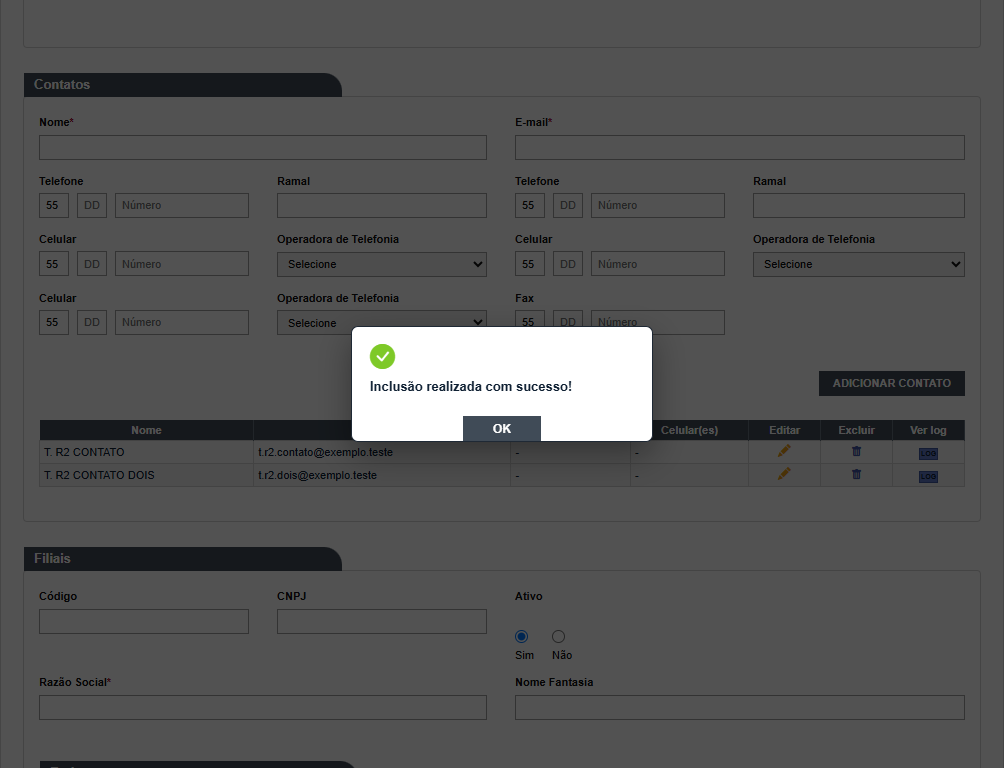 Contatos
Nome* E-mail*
Telefone Ramal Telefone Ramal
55 DD Número 55 DD Número
Celular Operadora de Telefonia Celular Operadora de Telefonia
55 DD Número Selecione 55 DD Número Selecione
Celular Operadora de Telefonia Fax
55 DD Número Selecione 55 DD Número
Inclusão realizada com sucesso!
OK
ADICIONAR CONTATO
Nome Celular(es) Editar Excluir Ver log
T. R2 CONTATO t.r2.contato@exemplo.teste - - LOG
T. R2 CONTATO DOIS t.r2.dois@exemplo.teste - - LOG
Filiais
Código CNPJ Ativo
Sim Não
Razão Social* Nome Fantasia